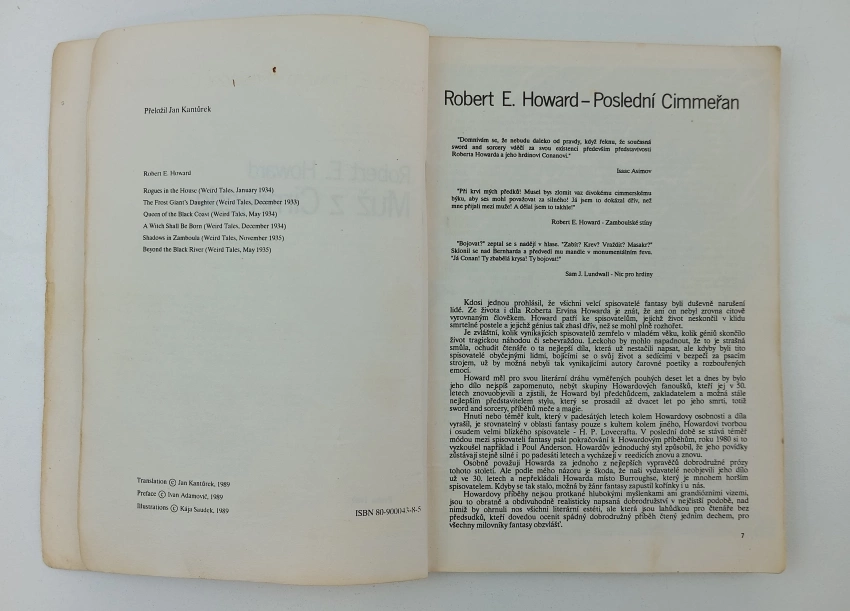 Přeložil Jan Kantůrek
Robert E. Howard
Rogues in the House (Weird Tales, January 1934)
The Frost Giant's Daughter (Weird Tales, December 1933)
Queen of the Black Coast (Weird Tales, May 1934)
A Witch Shall Be Born (Weird Tales, December 1934)
Shadows in Zamboula (Weird Tales, November 1935)
Beyond the Black River (Weird Tales, May 1935)
Translation © Jan Kantůrek, 1989
Preface © Ivan Adamovič, 1989
Illustrations © Kája Saudek, 1989
ISBN 80-900043-8-5
Robert E. Howard – Poslední Cimmeřan
"Domnívám se, že nebudu daleko od pravdy, když řeknu, že současná
sword and sorcery vděčí za svou existenci především představivosti
Roberta Howarda a jeho hrdinovi Conanovi."
Isaac Asimov
"Při krvi mých předků! Musel bys zlomit vaz divokému cimmerskému
býku, aby ses mohl považovat za silného! Já jsem to dokázal dřív, než
mne přijali mezi muže! A dělal jsem to takhle!"
Robert E. Howard - Zamboulské stíny
"Bojovat?" zeptal se s nadějí v hlase. "Zabít? Krev? Vraždit? Masakr?"
Sklonil se nad Bernharda a předvedl mu mandle v monumentálním řevu.
"Já Conan! Ty zbabělá krysa! Ty bojovat!"
Sam J. Lundwall - Nic pro hrdiny
Kdosi jednou prohlásil, že všichni velcí spisovatelé fantasy byli duševně narušení
lidé. Ze života i díla Roberta Ervina Howarda je znát, že ani on nebyl zrovna citově
vyrovnaným člověkem. Howard patří ke spisovatelům, jejichž život neskončil v klidu
smrtelné postele a jejichž génius tak zhasl dřív, než se mohl plně rozhořet.
Je zvláštní, kolik vynikajících spisovatelů zemřelo v mladém věku, kolik géniů skončilo
život tragickou náhodou či sebevraždou. Leckoho by mohlo napadnout, že to je strašná
smůla, ochudit čtenáře o ta nejlepší díla, která už nestačili napsat, ale kdyby byli tito
spisovatelé obyčejnými lidmi, bojícími se o svůj život a sedícími v bezpečí za psacím
strojem, už by možná nebyli tak vynikajícími autory čarovné poetiky a rozbouřených
emocí.
Howard měl pro svou literární dráhu vyměřených pouhých deset let a dnes by bylo
jeho dílo nejspíš zapomenuto, nebýt skupiny Howardových fanoušků, kteří jej v 50.
letech znovuobjevili a zjistili, že Howard byl předchůdcem, zakladatelem a možná stále
nejlepším představitelem stylu, který se prosadil až dvacet let po jeho smrti, totiž
sword and sorcery, příběhů meče a magie.
Hnutí nebo téměř kult, který v padesátých letech kolem Howardovy osobnosti a díla
vyrašil, je srovnatelný v oblasti fantasy pouze s kultem kolem jiného, Howardovi tvorbou
i osudem velmi blízkého spisovatele - H. P. Lovecrafta. V poslední době se stává téměř
módou mezi spisovateli fantasy psát pokračování k Howardovým příběhům, roku 1980 si to
vyzkoušel například i Poul Anderson. Howardův jednoduchý styl způsobil, že jeho povídky
zůstávají stejně silné i po padesáti letech a vycházejí v reedicích znovu a znovu.
Osobně považuji Howarda za jednoho z nejlepších vypravěčů dobrodružné prózy
tohoto století. Ale podle mého názoru je škoda, že naši vydavatelé neobjevili jeho dílo
už ve 30. letech a nepřekládali Howarda místo Burroughse, který je mnohem horším
spisovatelem. Kdyby se tak stalo, možná by žánr fantasy zapustil kořínky i u nás.
Howardovy příběhy nejsou protkané hlubokými myšlenkami ani grandiózními vizemi,
jsou to obratně a obdivuhodně realisticky napsaná dobrodružství v nejčistší podobě, nad
nimiž by ohrnuli nos všichni literární estéti, ale která jsou lahůdkou pro čtenáře bez
předsudků, kteří dovedou ocenit spádný dobrodružný příběh čtený jedním dechem, pro
všechny milovníky fantasy obzvlášť.
7